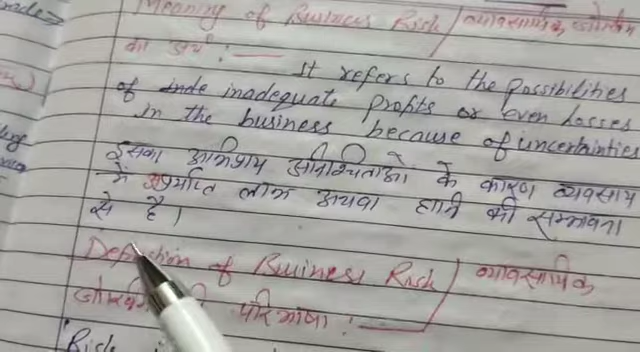 Meaning of Business Risk / व्यावसायिक जोखिम
का अर्थ : —
It refers to the possibilities
of inadequate profits or even losses
in the business because of uncertainties
इसका अभिप्राय अनिश्चितताओ के कारण व्यवसाय
में अपर्याप्त लाभ अथवा हानि की सम्भावना
से है।
Definition of Business Risk / व्यावसायिक
परिभाषा : —
Risk